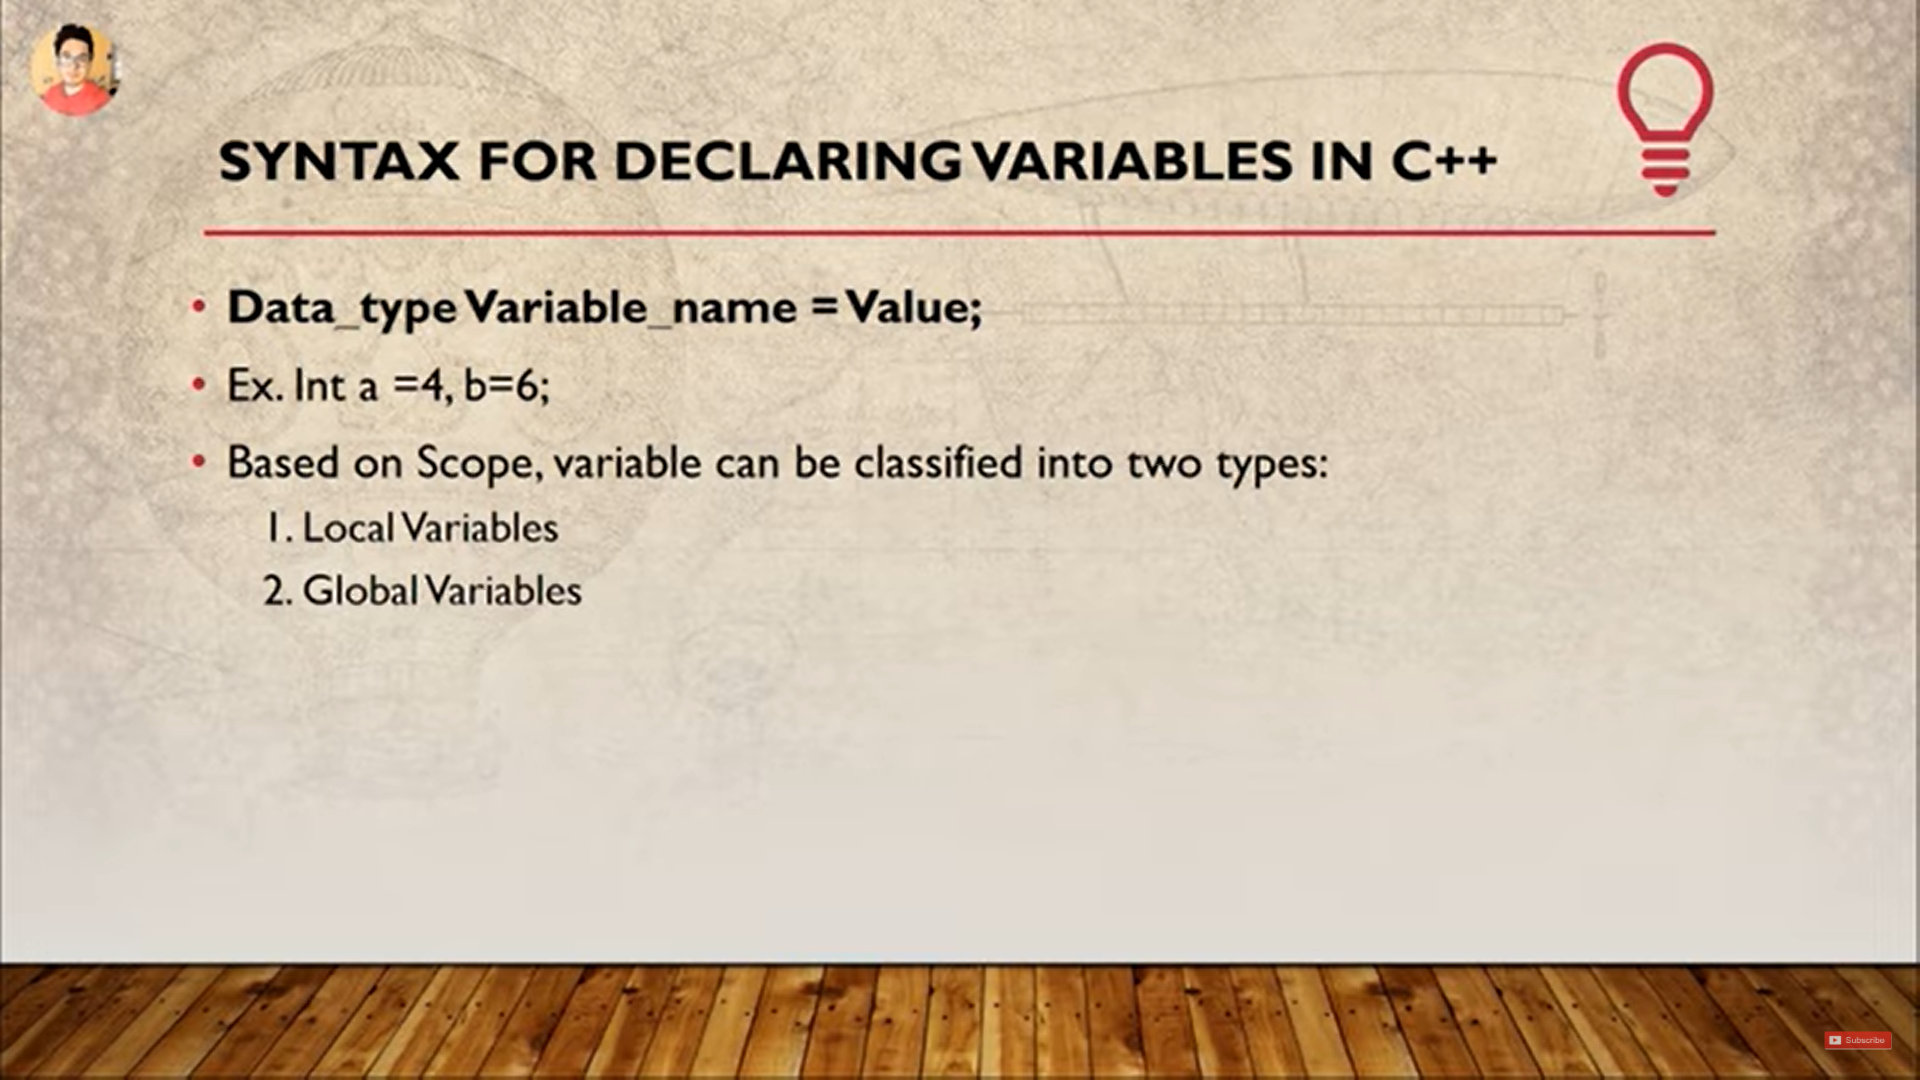 SYNTAX FOR DECLARING VARIABLES IN C++
• Data_type Variable_name = Value;
• Ex. Int a =4, b=6;
• Based on Scope, variable can be classified into two types:
1. Local Variables
2. Global Variables
Subscribe